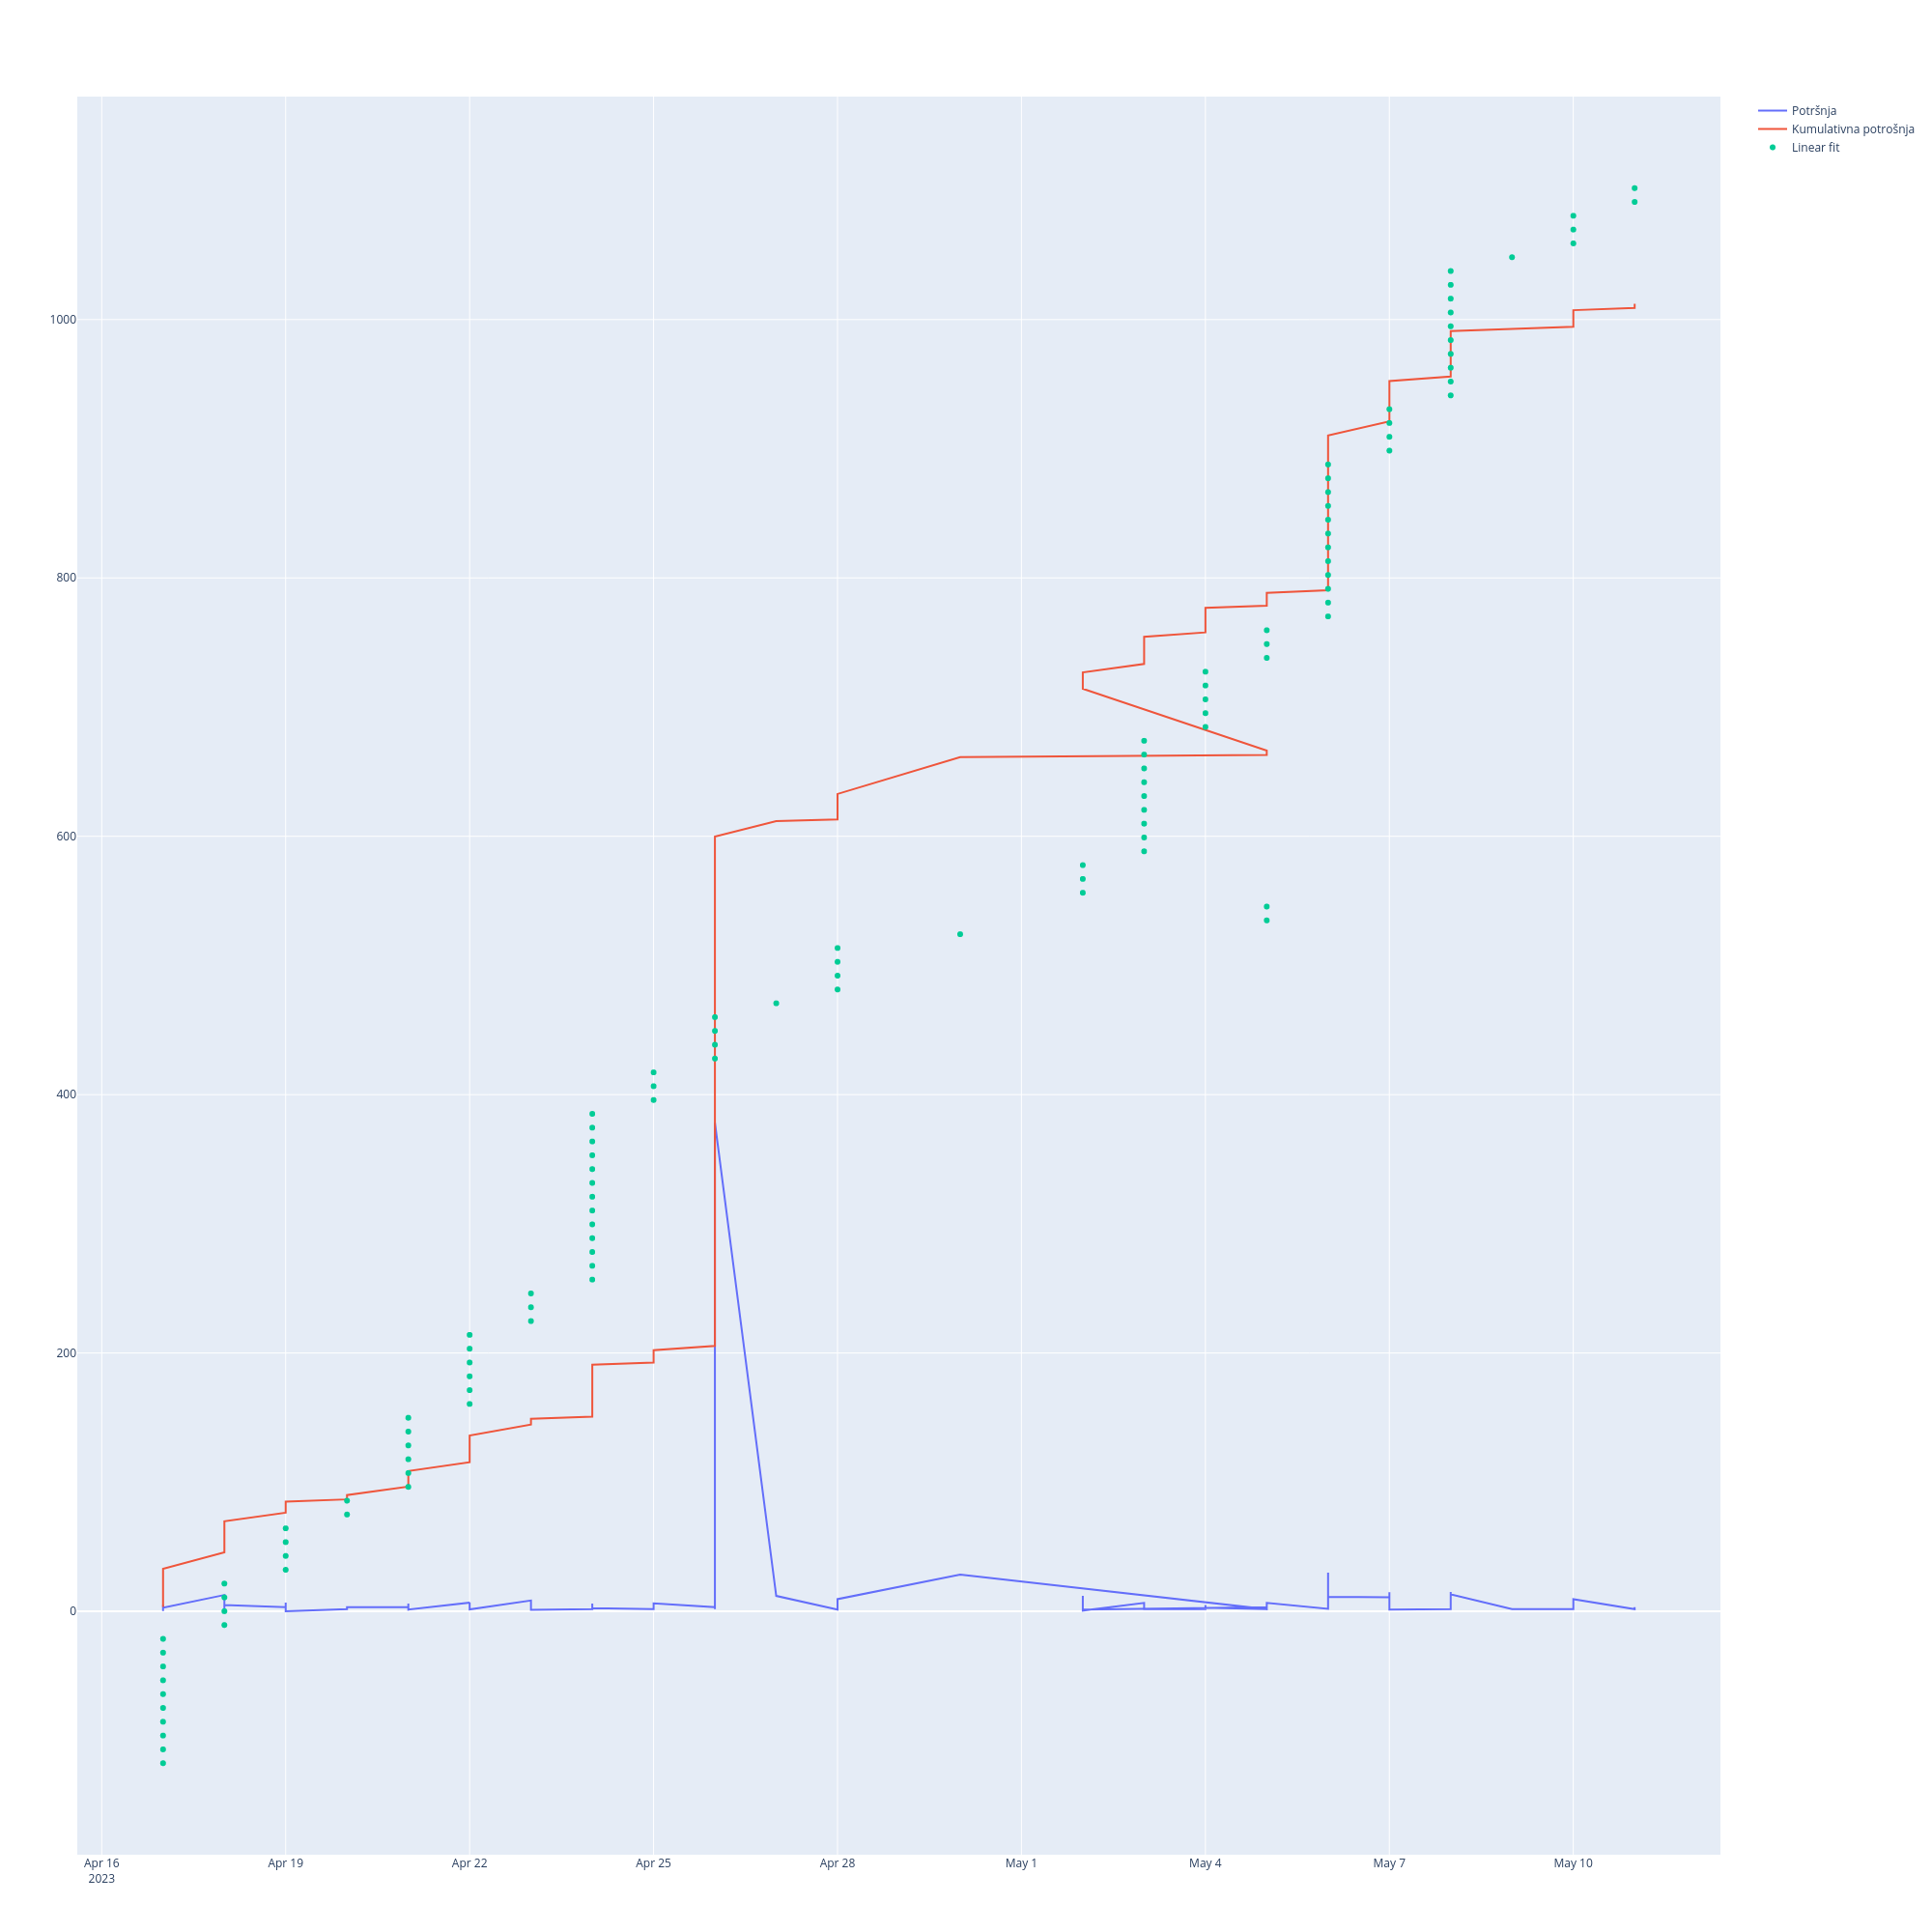 Potršnja
Kumulativna potrošnja
Linear fit
1000
800
600
400
200
0
Apr 16
2023
Apr 19
Apr 22
Apr 25
Apr 28
May 1
May 4
May 7
May 10